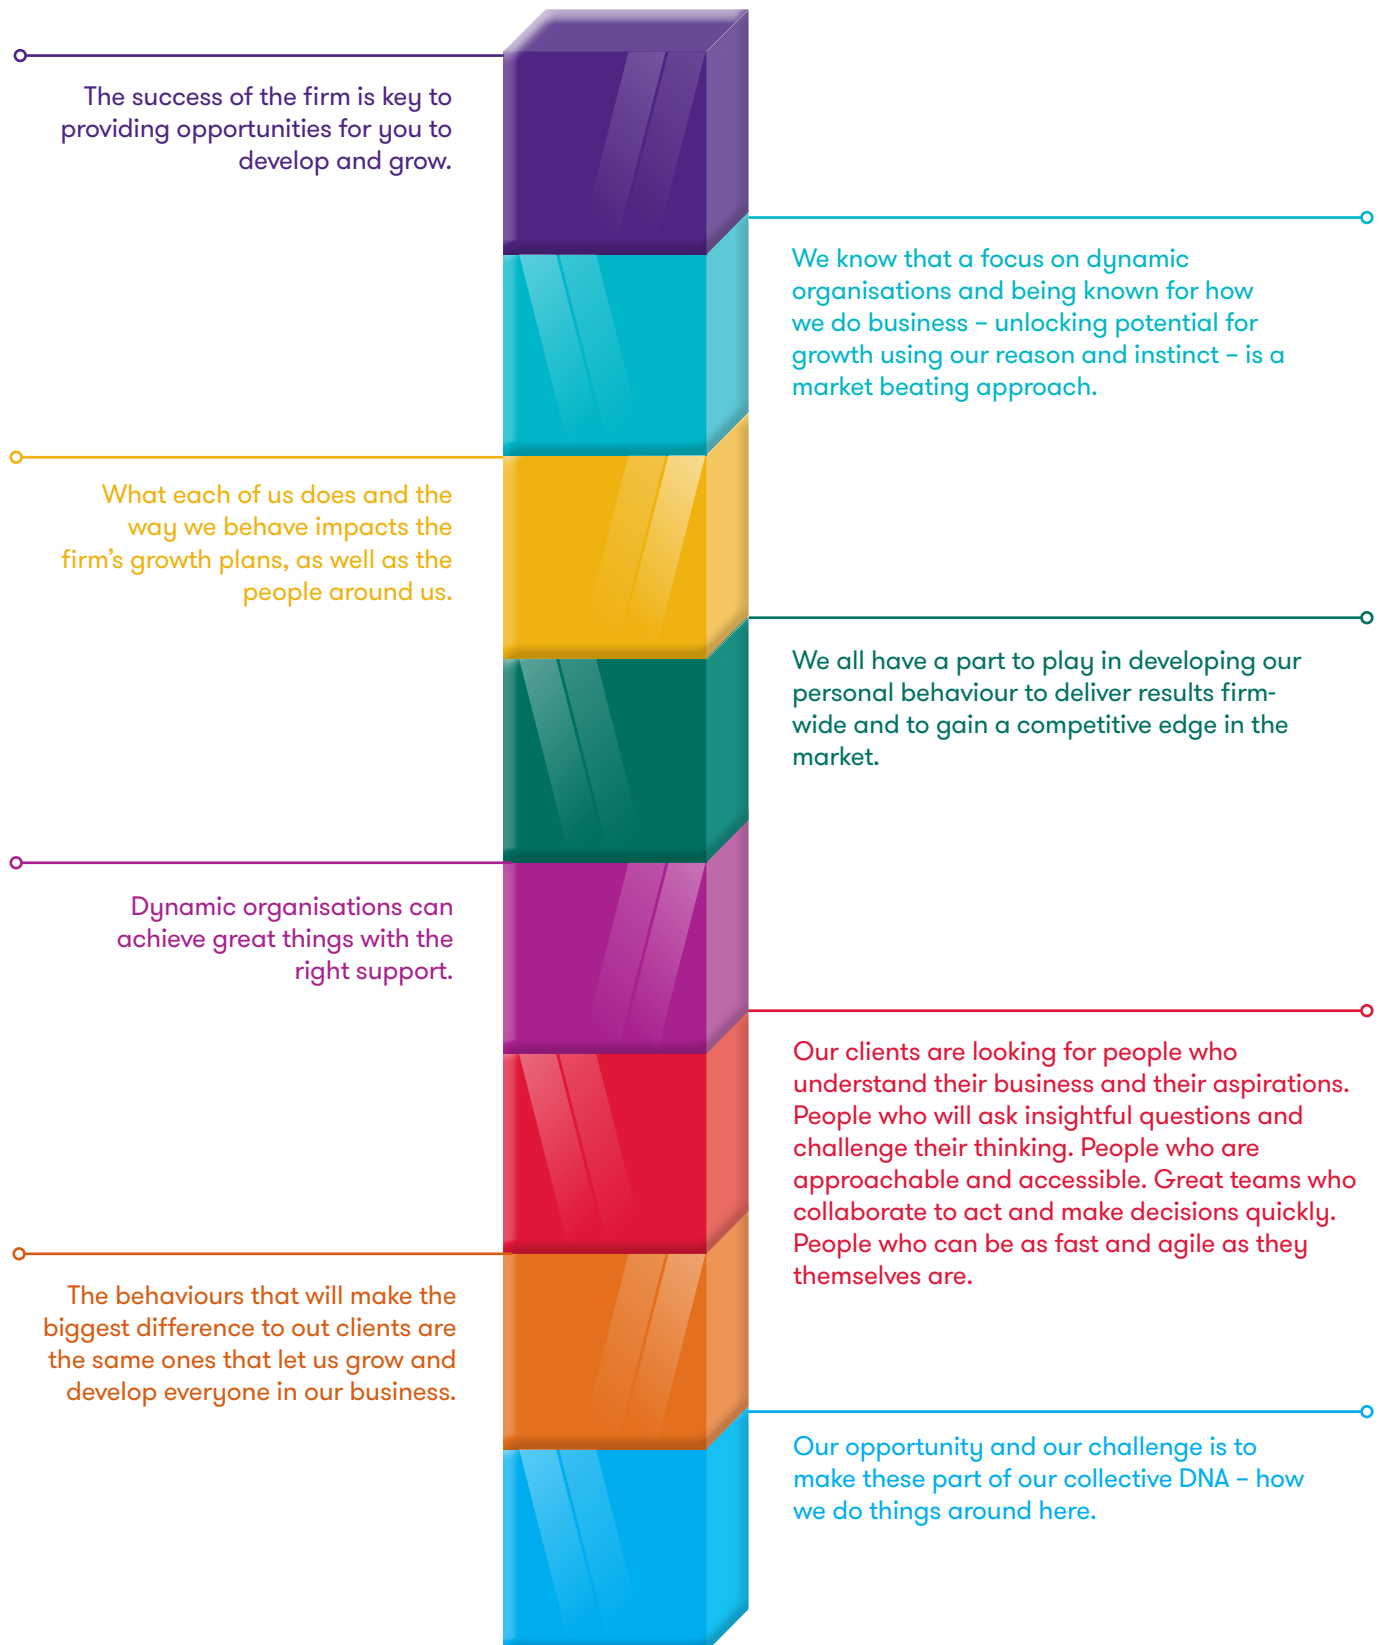 The success of the firm is key to
providing opportunities for you to
develop and grow.
We know that a focus on dynamic
organisations and being known for how
we do business – unlocking potential for
growth using our reason and instinct – is a
market beating approach.
What each of us does and the
way we behave impacts the
firm’s growth plans, as well as the
people around us.
We all have a part to play in developing our
personal behaviour to deliver results firm-
wide and to gain a competitive edge in the
market.
Dynamic organisations can
achieve great things with the
right support.
Our clients are looking for people who
understand their business and their aspirations.
People who will ask insightful questions and
challenge their thinking. People who are
approachable and accessible. Great teams who
collaborate to act and make decisions quickly.
People who can be as fast and agile as they
themselves are.
The behaviours that will make the
biggest difference to out clients are
the same ones that let us grow and
develop everyone in our business.
Our opportunity and our challenge is to
make these part of our collective DNA – how
we do things around here.